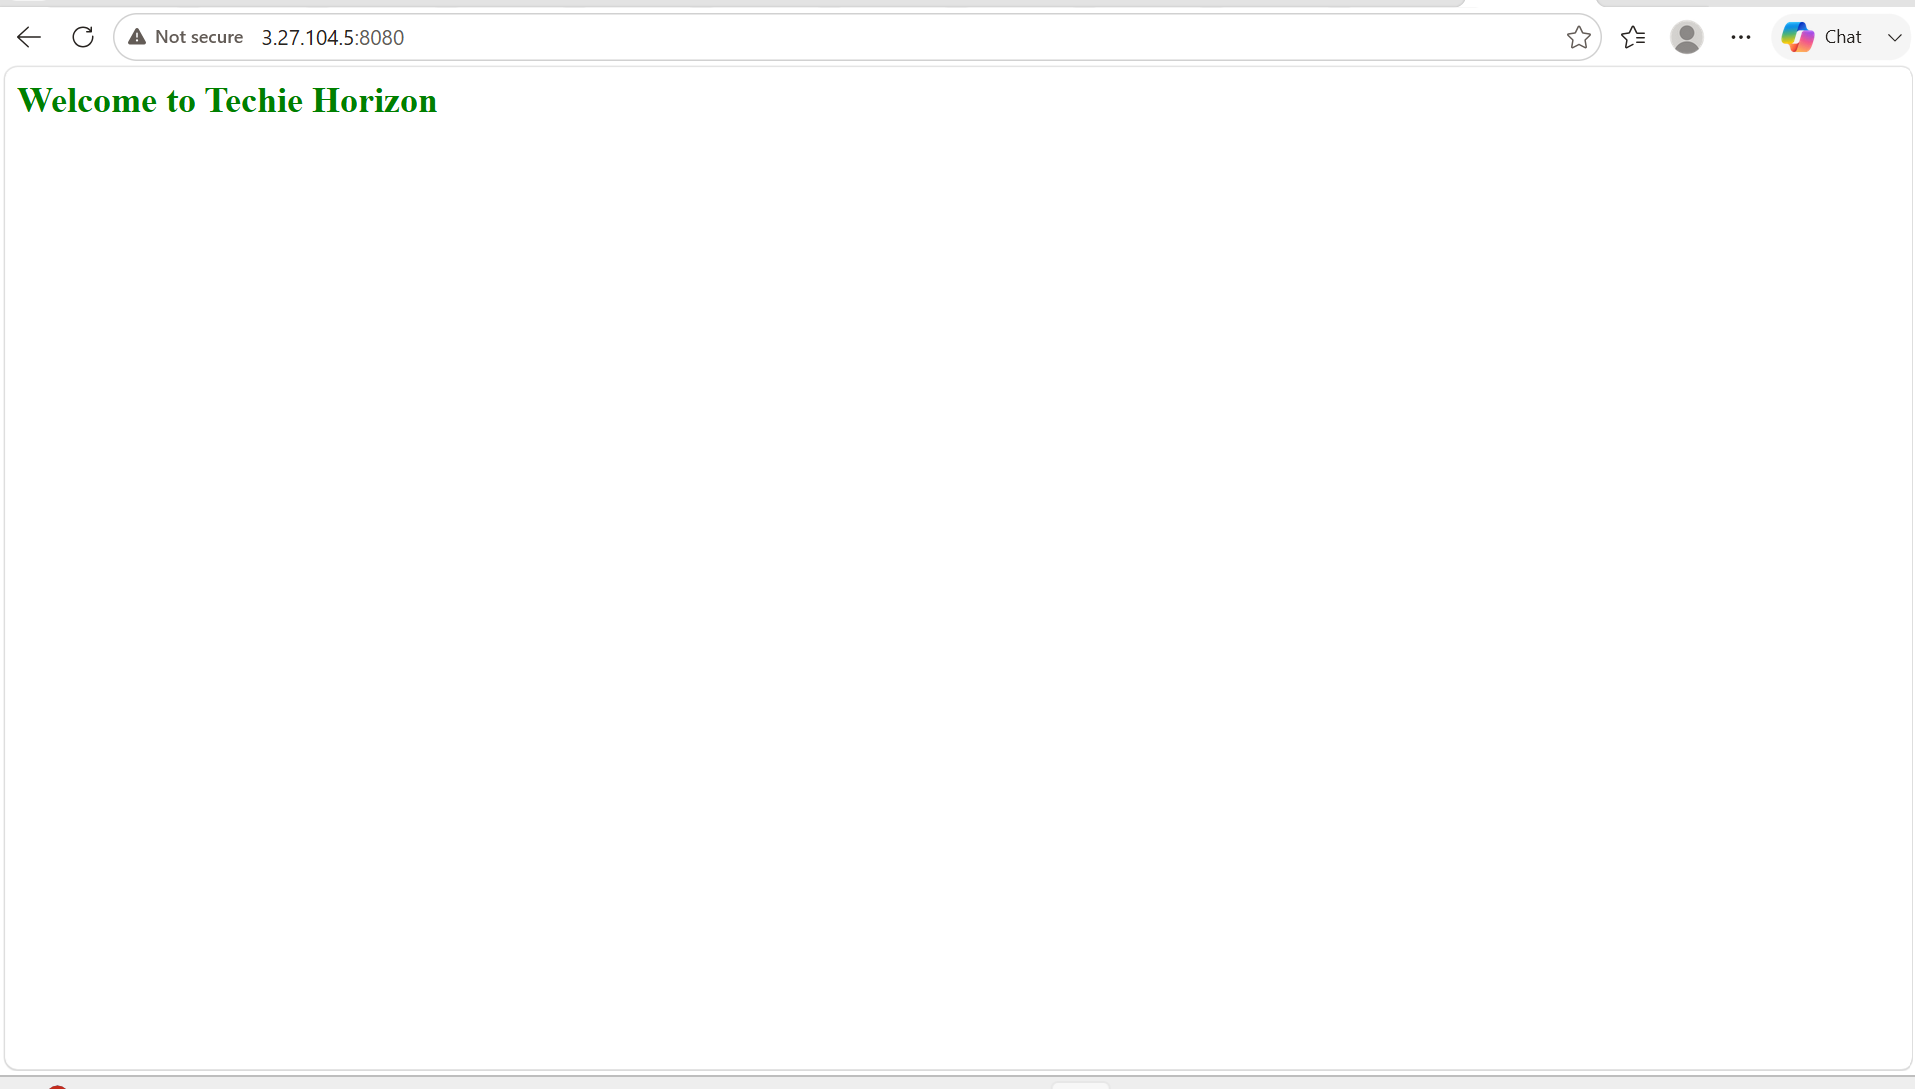 Not secure 3.27.104.5:8080
Chat
Welcome to Techie Horizon